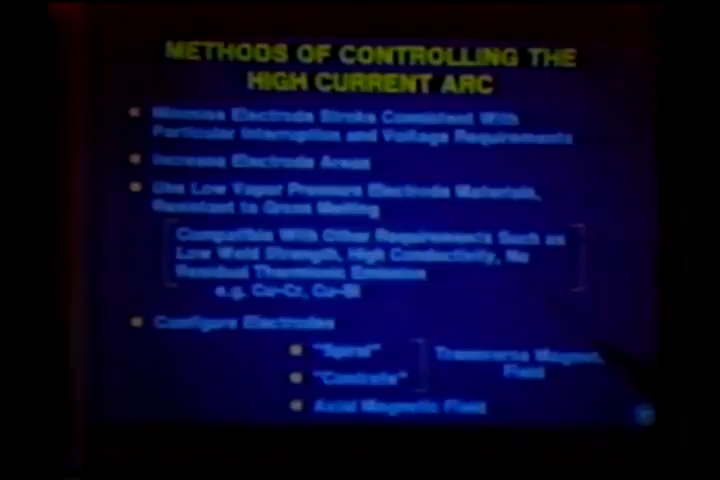 METHODS OF CONTROLLING THE
HIGH CURRENT ARC
Minimise Electrode Stroke Consistent With
Particular Interruption and Voltage Requirements
Increase Electrode Areas
Use Low Vapor Pressure Electrode Materials,
Resistant to Gross Melting
Compatible With Other Requirements Such as
Low Weld Strength, High Conductivity, No
Residual Thermionic Emission
e.g. Cu-Cr, Cu-Bi
Configure Electrodes
"Spiral"
"Contrate"
Transverse Magnetic
Field
Axial Magnetic Field